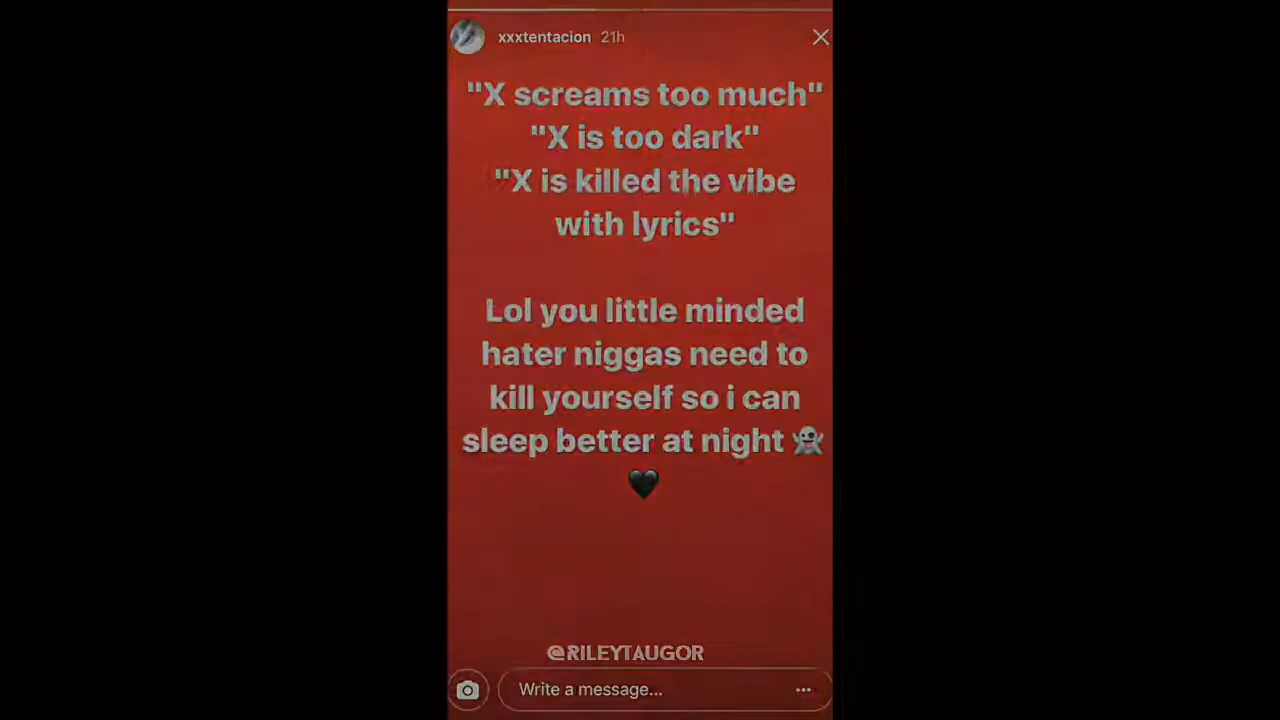 xxxtentacion 21h
"X screams too much"
"X is too dark"
"X is killed the vibe
with lyrics"
Lol you little minded
hater niggas need to
kill yourself so i can
sleep better at night 👻
🖤
@RILEYTAUGOR
Write a message...